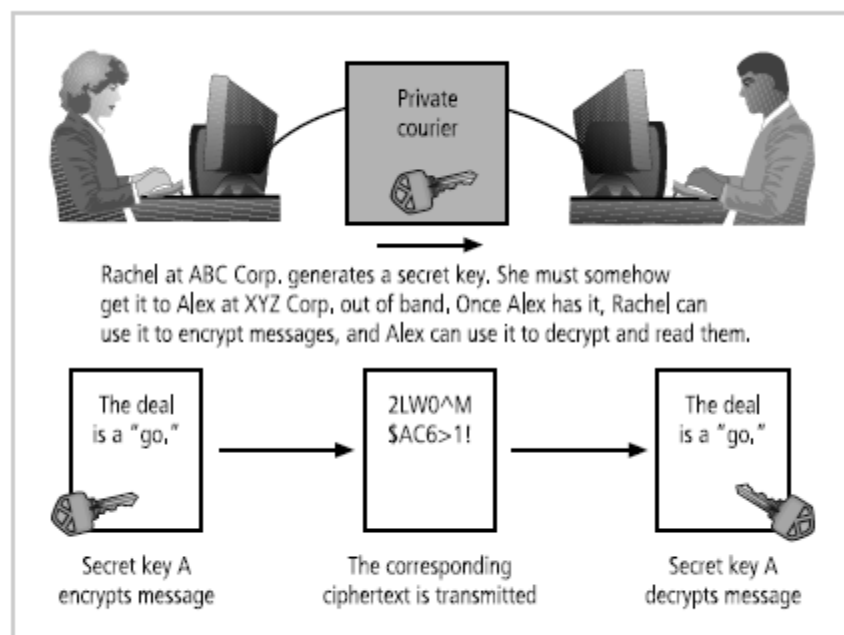 Private
courier
Rachel at ABC Corp. generates a secret key. She must somehow
get it to Alex at XYZ Corp. out of band. Once Alex has it, Rachel can
use it to encrypt messages, and Alex can use it to decrypt and read them.
The deal
is a "go."
2LW0^M
$AC6>1!
The deal
is a "go."
Secret key A
encrypts message
The corresponding
ciphertext is transmitted
Secret key A
decrypts message